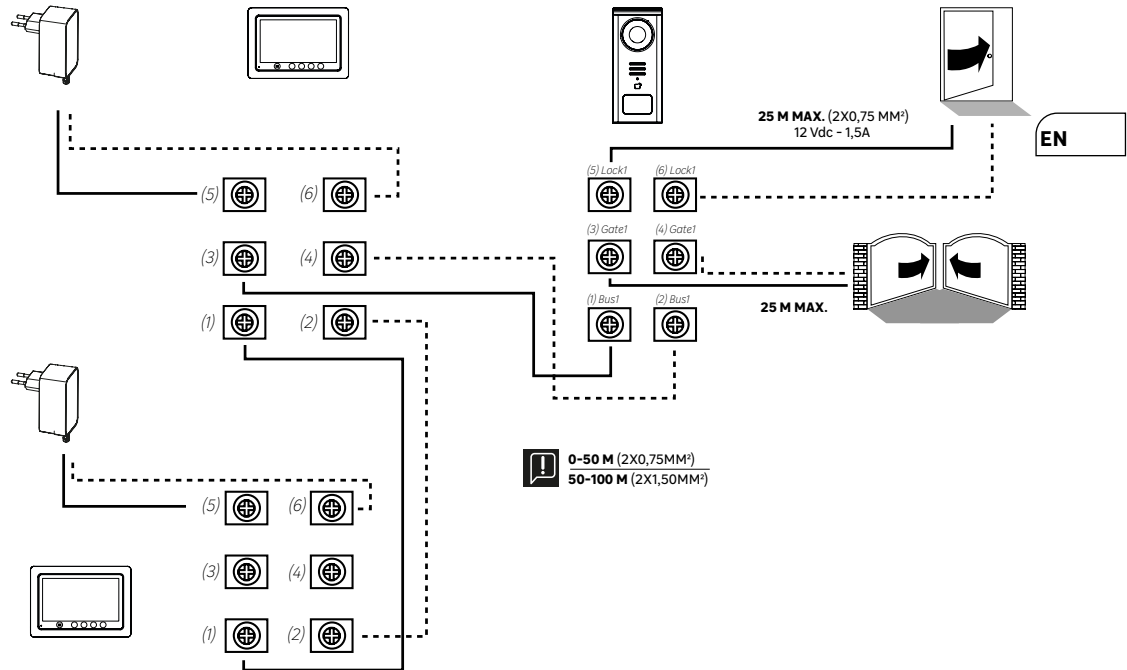 25 M MAX. (2X0,75 MM²)
12 Vdc - 1,5A
EN
(5) (6)
(5) Lock1 (6) Lock1
(3) (4)
(3) Gate1 (4) Gate1
25 M MAX.
(1) (2)
(1) Bus1 (2) Bus1
0-50 M (2X0,75MM²)
50-100 M (2X1,50MM²)
(5) (6)
(3) (4)
(1) (2)